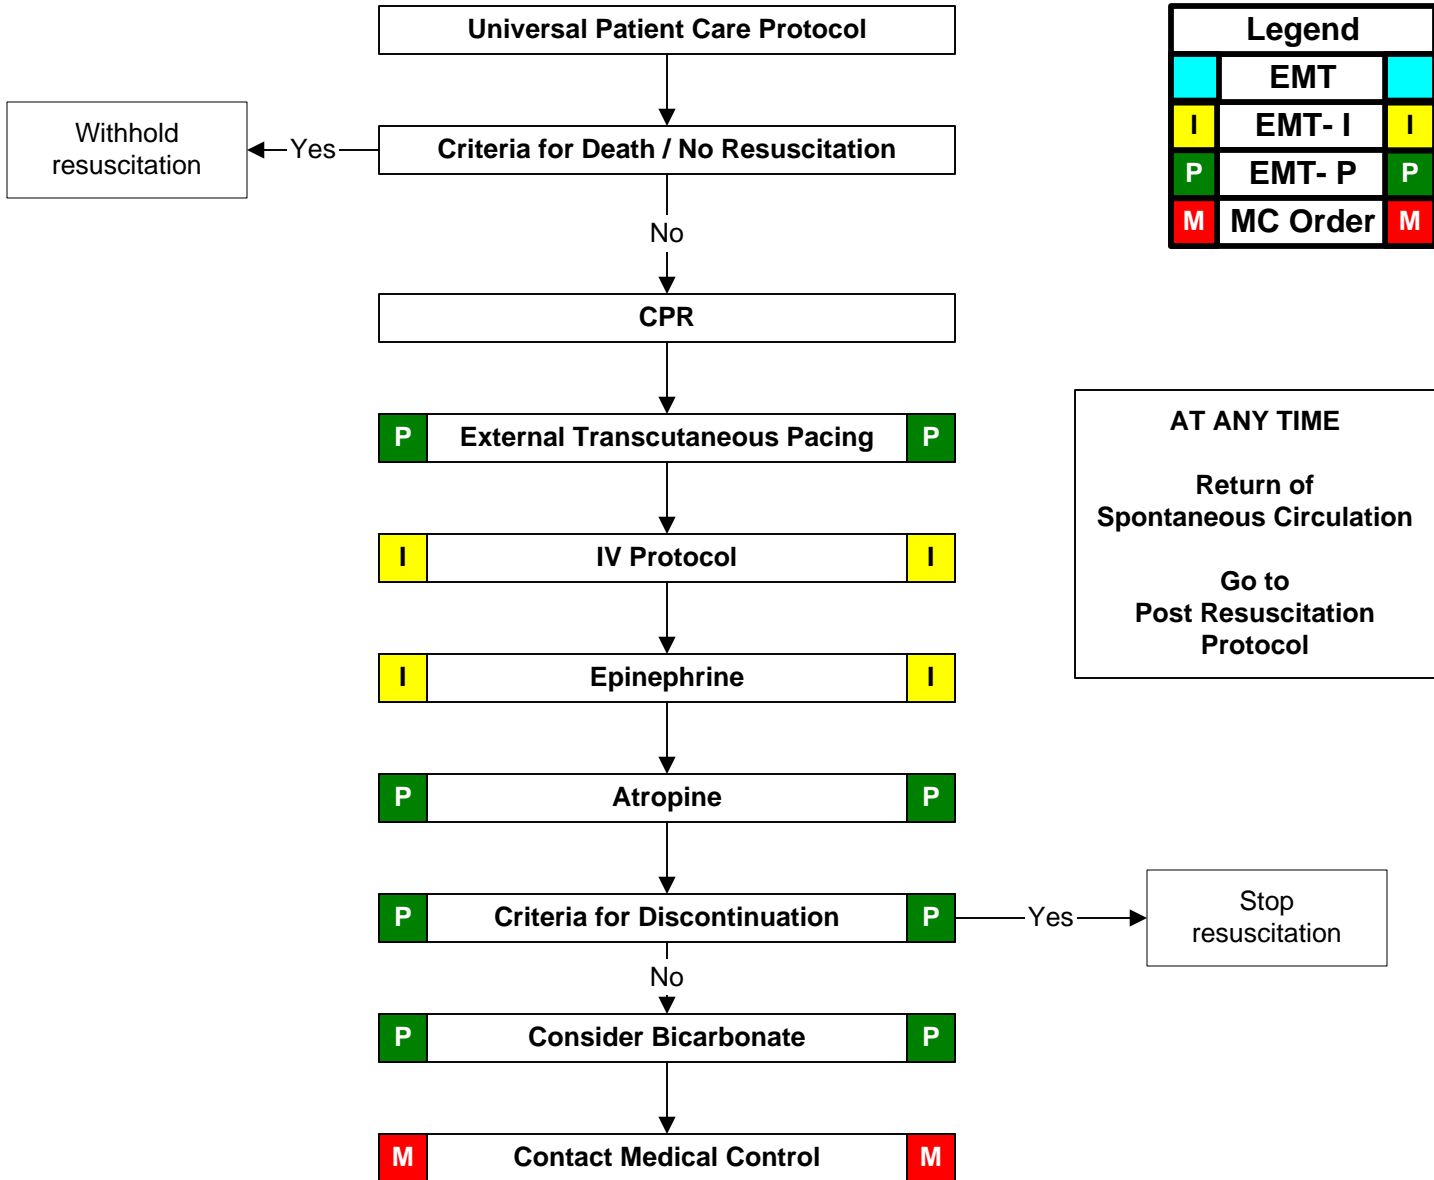 Universal Patient Care Protocol
Legend
EMT
I EMT- I I
P EMT- P P
M MC Order M
Withhold
resuscitation
Yes
Criteria for Death / No Resuscitation
No
CPR
AT ANY TIME
Return of
Spontaneous Circulation
Go to
Post Resuscitation
Protocol
P External Transcutaneous Pacing P
I IV Protocol I
I Epinephrine I
P Atropine P
P Criteria for Discontinuation P
Yes
Stop
resuscitation
No
P Consider Bicarbonate P
M Contact Medical Control M